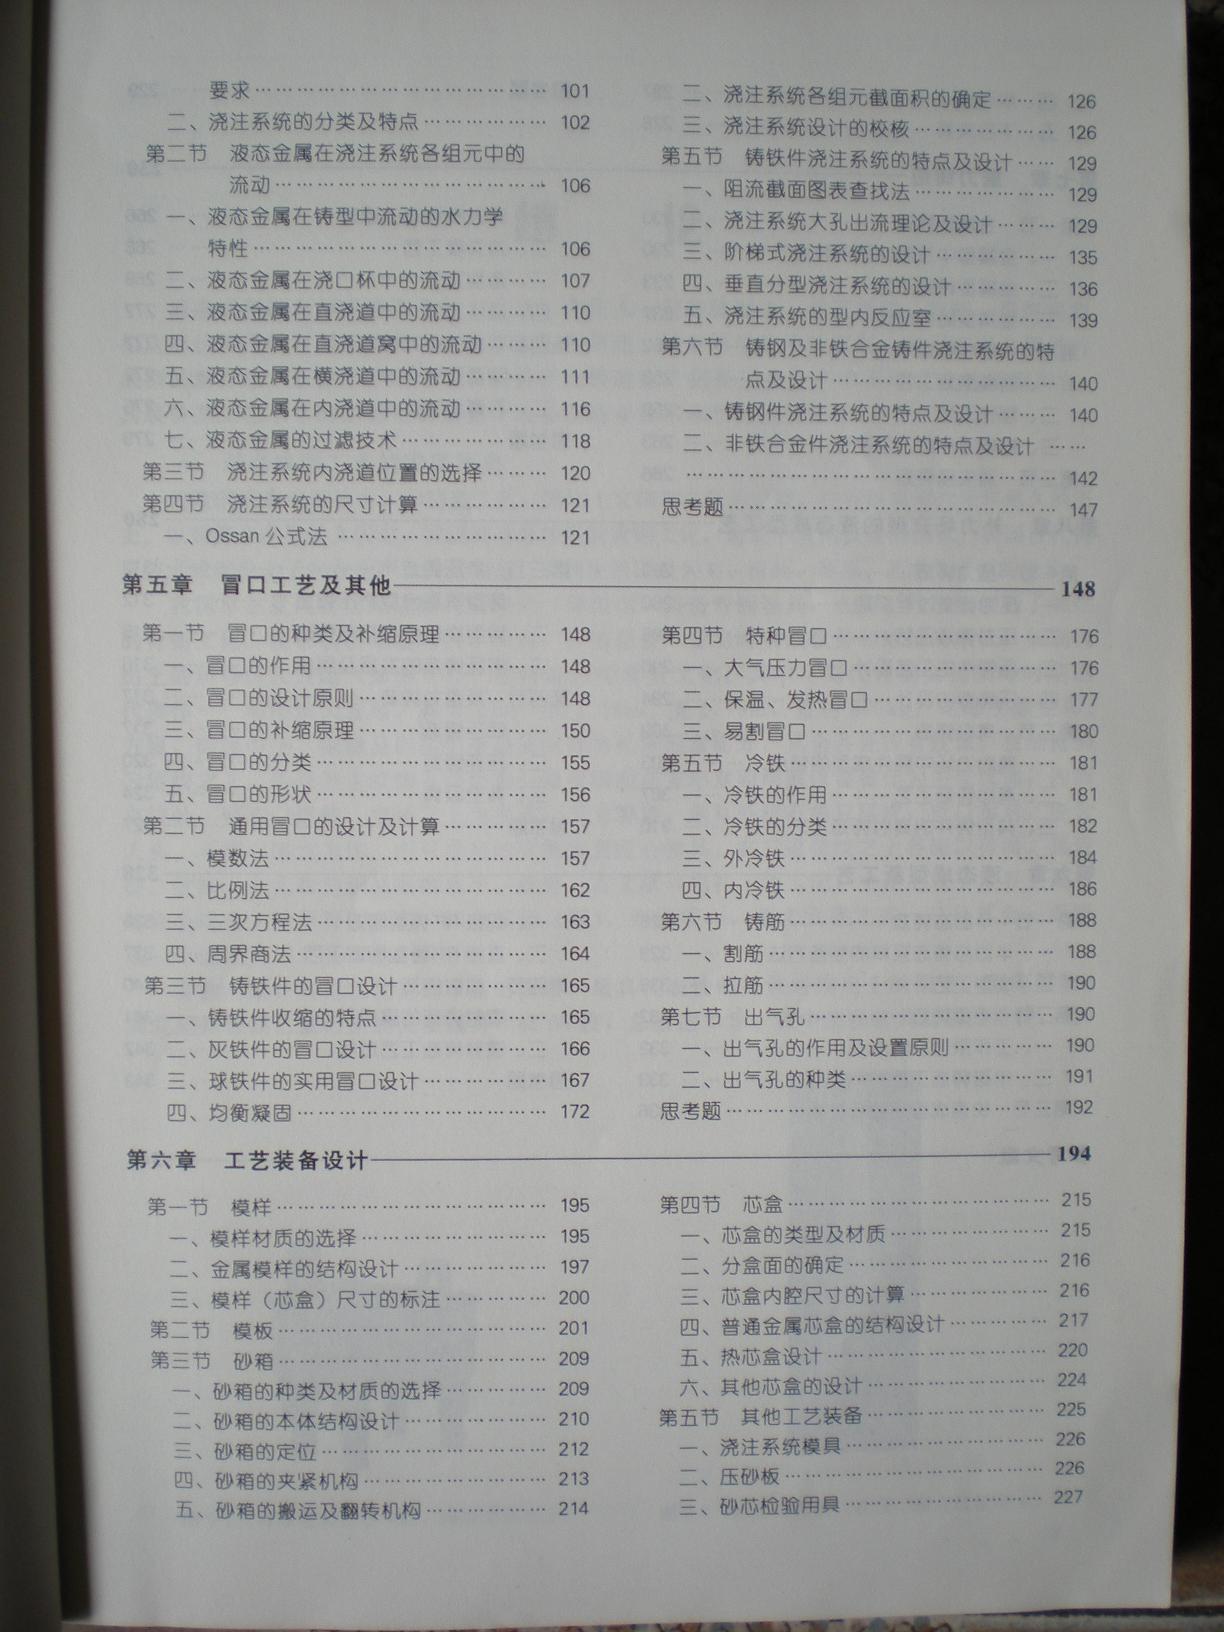 要求 …………………………………… 101
二、浇注系统的分类及特点 ……………… 102
第二节 液态金属在浇注系统各组元中的
流动 ………………………………… 106
一、液态金属在铸型中流动的水力学
特性 …………………………………… 106
二、液态金属在浇口杯中的流动 ………… 107
三、液态金属在直浇道中的流动 ………… 110
四、液态金属在直浇道窝中的流动 ……… 110
五、液态金属在横浇道中的流动 ………… 111
六、液态金属在内浇道中的流动 ………… 116
七、液态金属的过滤技术 ………………… 118
第三节 浇注系统内浇道位置的选择 ……… 120
第四节 浇注系统的尺寸计算 ……………… 121
一、Ossan 公式法 ………………………… 121
二、浇注系统各组元截面积的确定 ……… 126
三、浇注系统设计的校核 ………………… 126
第五节 铸铁件浇注系统的特点及设计 …… 129
一、阻流截面图表查找法 ………………… 129
二、浇注系统大孔出流理论及设计 ……… 129
三、阶梯式浇注系统的设计 ……………… 135
四、垂直分型浇注系统的设计 …………… 136
五、浇注系统的型内反应室 ……………… 139
第六节 铸钢及非铁合金铸件浇注系统的特
点及设计 …………………………… 140
一、铸钢件浇注系统的特点及设计 ……… 140
二、非铁合金件浇注系统的特点及设计 ……
……………………………………………… 142
思考题 ………………………………………… 147
第五章 冒口工艺及其他 148
第一节 冒口的种类及补缩原理 …………… 148
一、冒口的作用 …………………………… 148
二、冒口的设计原则 ……………………… 148
三、冒口的补缩原理 ……………………… 150
四、冒口的分类 …………………………… 155
五、冒口的形状 …………………………… 156
第二节 通用冒口的设计及计算 …………… 157
一、模数法 ………………………………… 157
二、比例法 ………………………………… 162
三、三次方程法 …………………………… 163
四、周界商法 ……………………………… 164
第三节 铸铁件的冒口设计 ………………… 165
一、铸铁件收缩的特点 …………………… 165
二、灰铁件的冒口设计 …………………… 166
三、球铁件的实用冒口设计 ……………… 167
四、均衡凝固 ……………………………… 172
第四节 特种冒口 …………………………… 176
一、大气压力冒口 ………………………… 176
二、保温、发热冒口 ……………………… 177
三、易割冒口 ……………………………… 180
第五节 冷铁 ………………………………… 181
一、冷铁的作用 …………………………… 181
二、冷铁的分类 …………………………… 182
三、外冷铁 ………………………………… 184
四、内冷铁 ………………………………… 186
第六节 铸筋 ………………………………… 188
一、割筋 …………………………………… 188
二、拉筋 …………………………………… 190
第七节 出气孔 ……………………………… 190
一、出气孔的作用及设置原则 …………… 190
二、出气孔的种类 ………………………… 191
思考题 ………………………………………… 192
第六章 工艺装备设计 194
第一节 模样 ………………………………… 195
一、模样材质的选择 ……………………… 195
二、金属模样的结构设计 ………………… 197
三、模样（芯盒）尺寸的标注 …………… 200
第二节 模板 ………………………………… 201
第三节 砂箱 ………………………………… 209
一、砂箱的种类及材质的选择 …………… 209
二、砂箱的本体结构设计 ………………… 210
三、砂箱的定位 …………………………… 212
四、砂箱的夹紧机构 ……………………… 213
五、砂箱的搬运及翻转机构 ……………… 214
第四节 芯盒 ………………………………… 215
一、芯盒的类型及材质 …………………… 215
二、分盒面的确定 ………………………… 216
三、芯盒内腔尺寸的计算 ………………… 216
四、普通金属芯盒的结构设计 …………… 217
五、热芯盒设计 …………………………… 220
六、其他芯盒的设计 ……………………… 224
第五节 其他工艺装备 ……………………… 225
一、浇注系统模具 ………………………… 226
二、压砂板 ………………………………… 226
三、砂芯检验用具 ………………………… 227